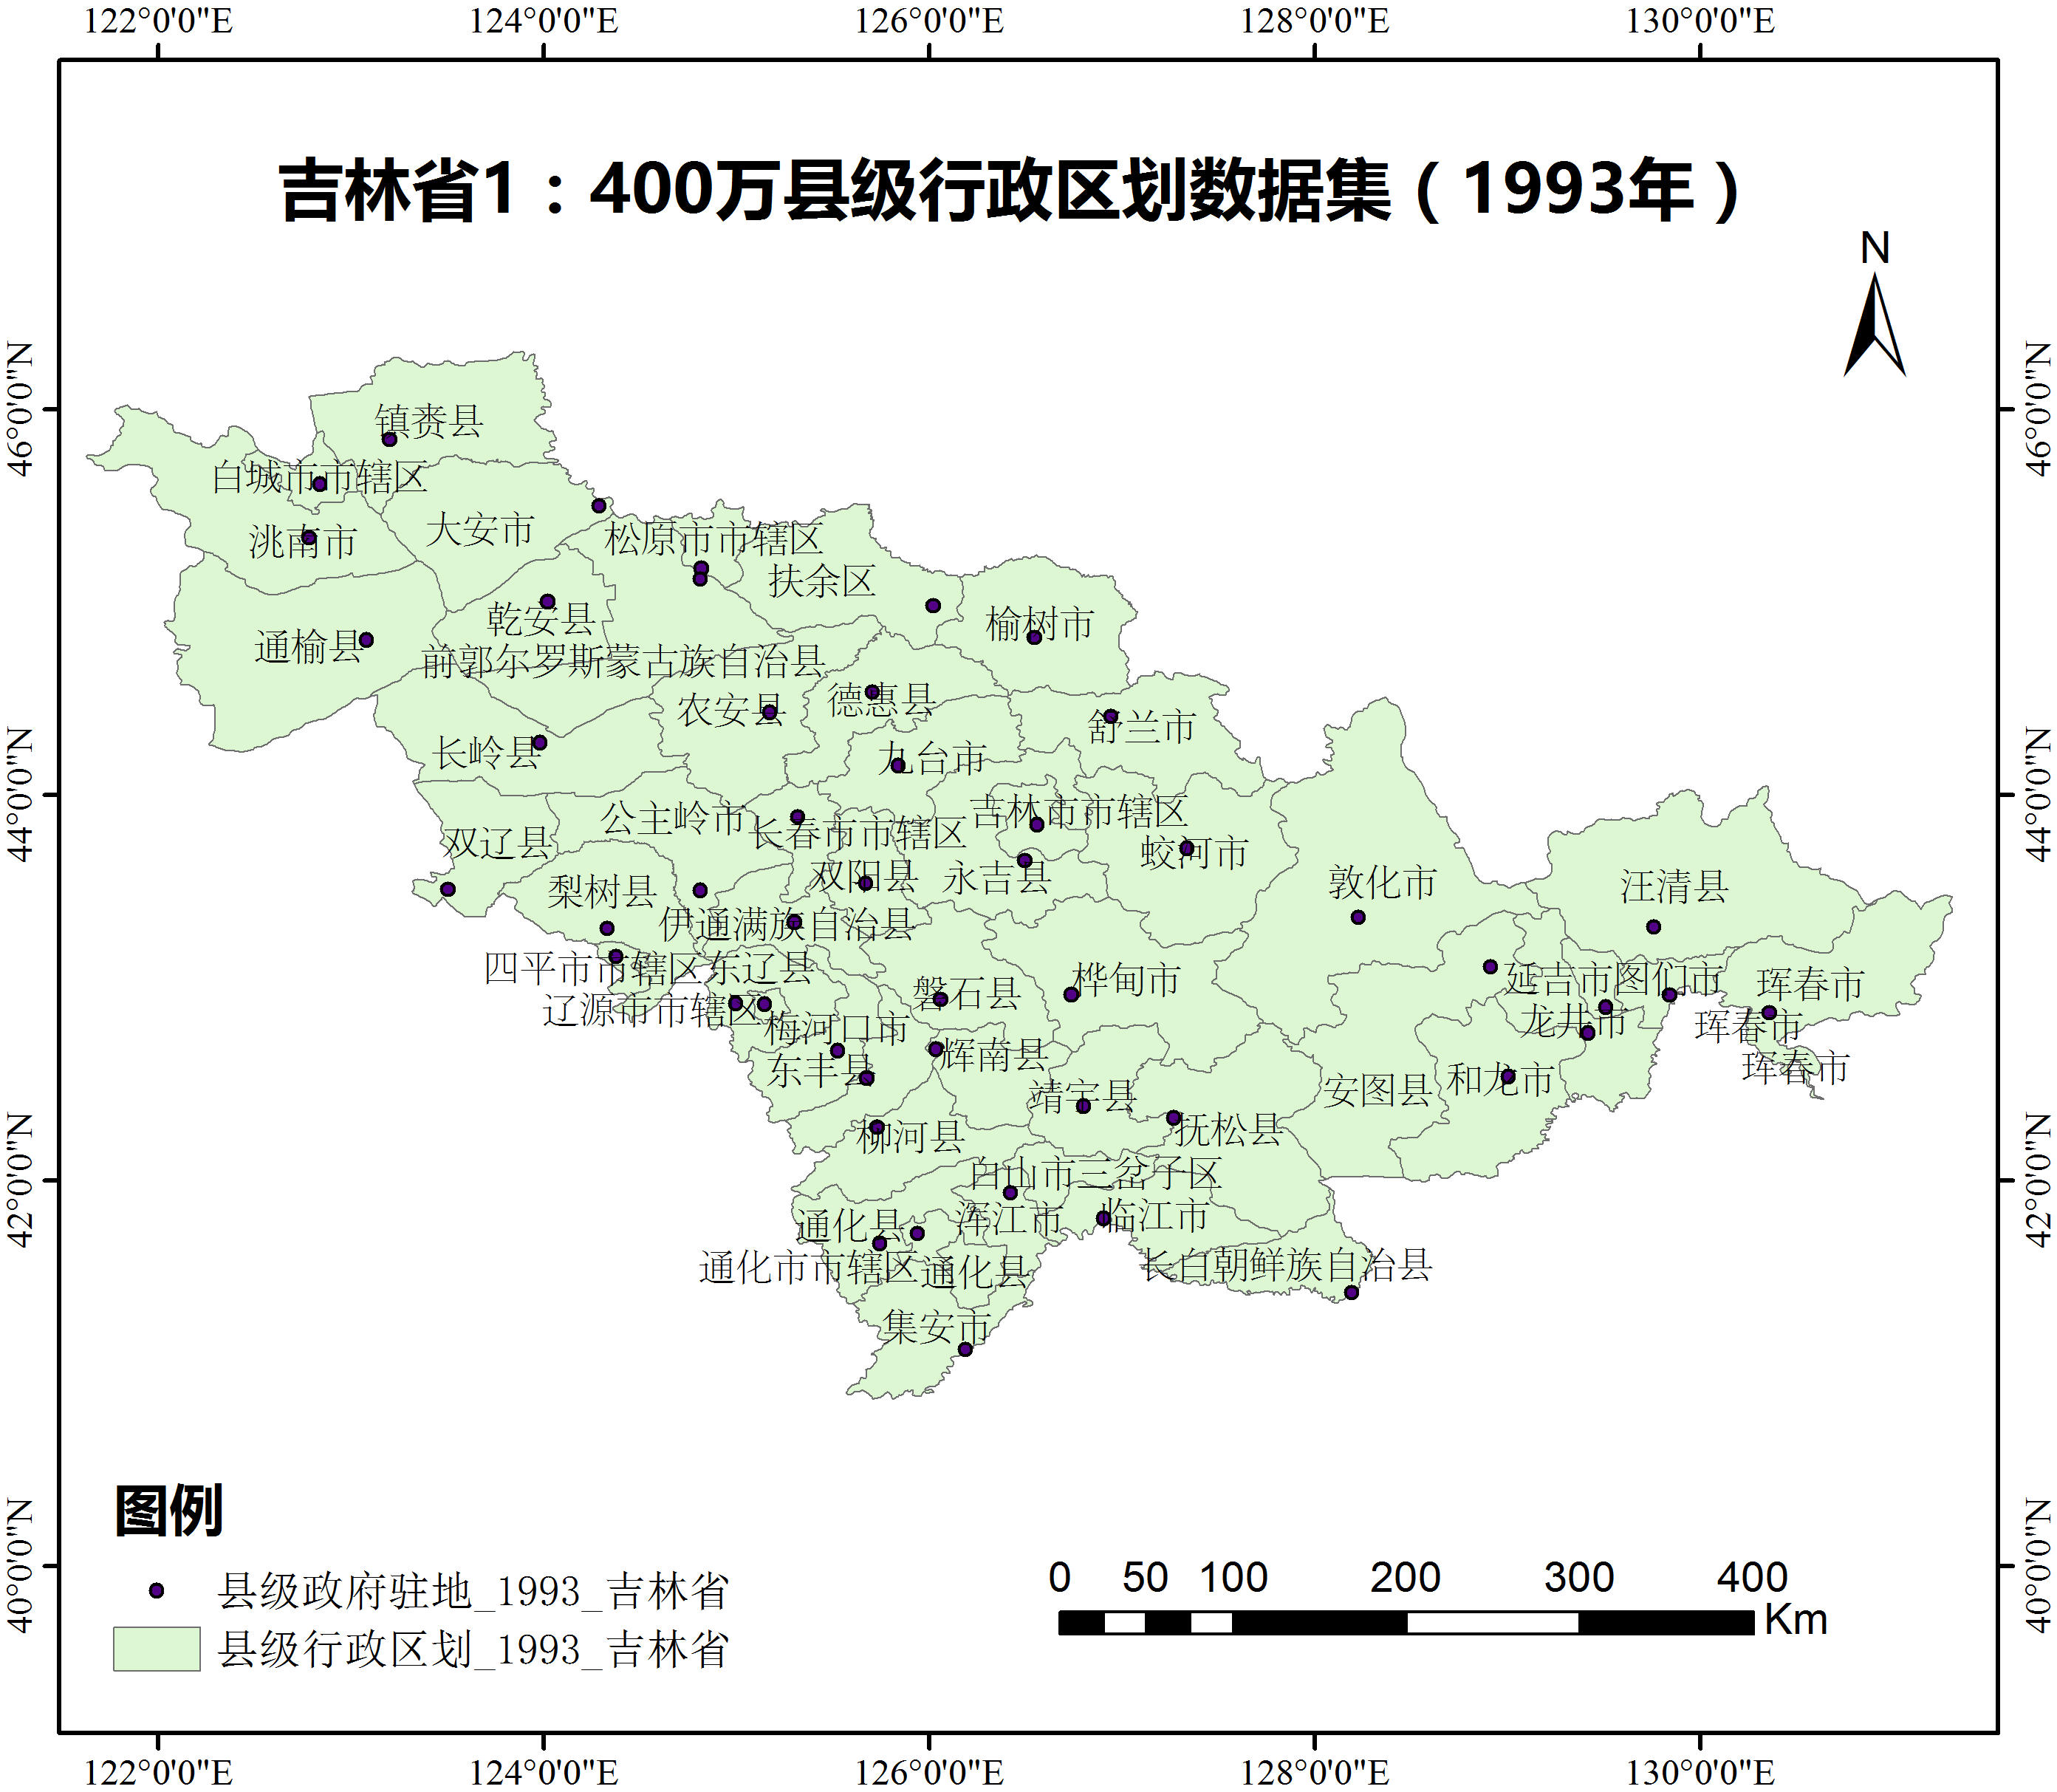 122°0'0"E 124°0'0"E 126°0'0"E 128°0'0"E 130°0'0"E
吉林省1：400万县级行政区划数据集（1993年）
N
46°0'0"N
46°0'0"N
镇赉县
白城市市辖区
大安市
洮南市
松原市市辖区
扶余区
乾安县
榆树市
通榆县
前郭尔罗斯蒙古族自治县
德惠县
农安县
舒兰市
长岭县
九台市
44°0'0"N
44°0'0"N
公主岭市
吉林市市辖区
长春市市辖区
双辽县
蛟河市
双阳县
永吉县
梨树县
敦化市
汪清县
伊通满族自治县
四平市市辖区
东辽县
磐石县
桦甸市
延吉市
图们市
珲春市
辽源市市辖区
梅河口市
龙井市
珲春市
东丰县
辉南县
珲春市
靖宇县
安图县
和龙市
柳河县
抚松县
42°0'0"N
42°0'0"N
白山市三岔子区
通化县
浑江市
临江市
通化市市辖区
通化县
长白朝鲜族自治县
集安市
图例
县级政府驻地_1993_吉林省
县级行政区划_1993_吉林省
0 50 100 200 300 400
Km
40°0'0"N
40°0'0"N
122°0'0"E 124°0'0"E 126°0'0"E 128°0'0"E 130°0'0"E